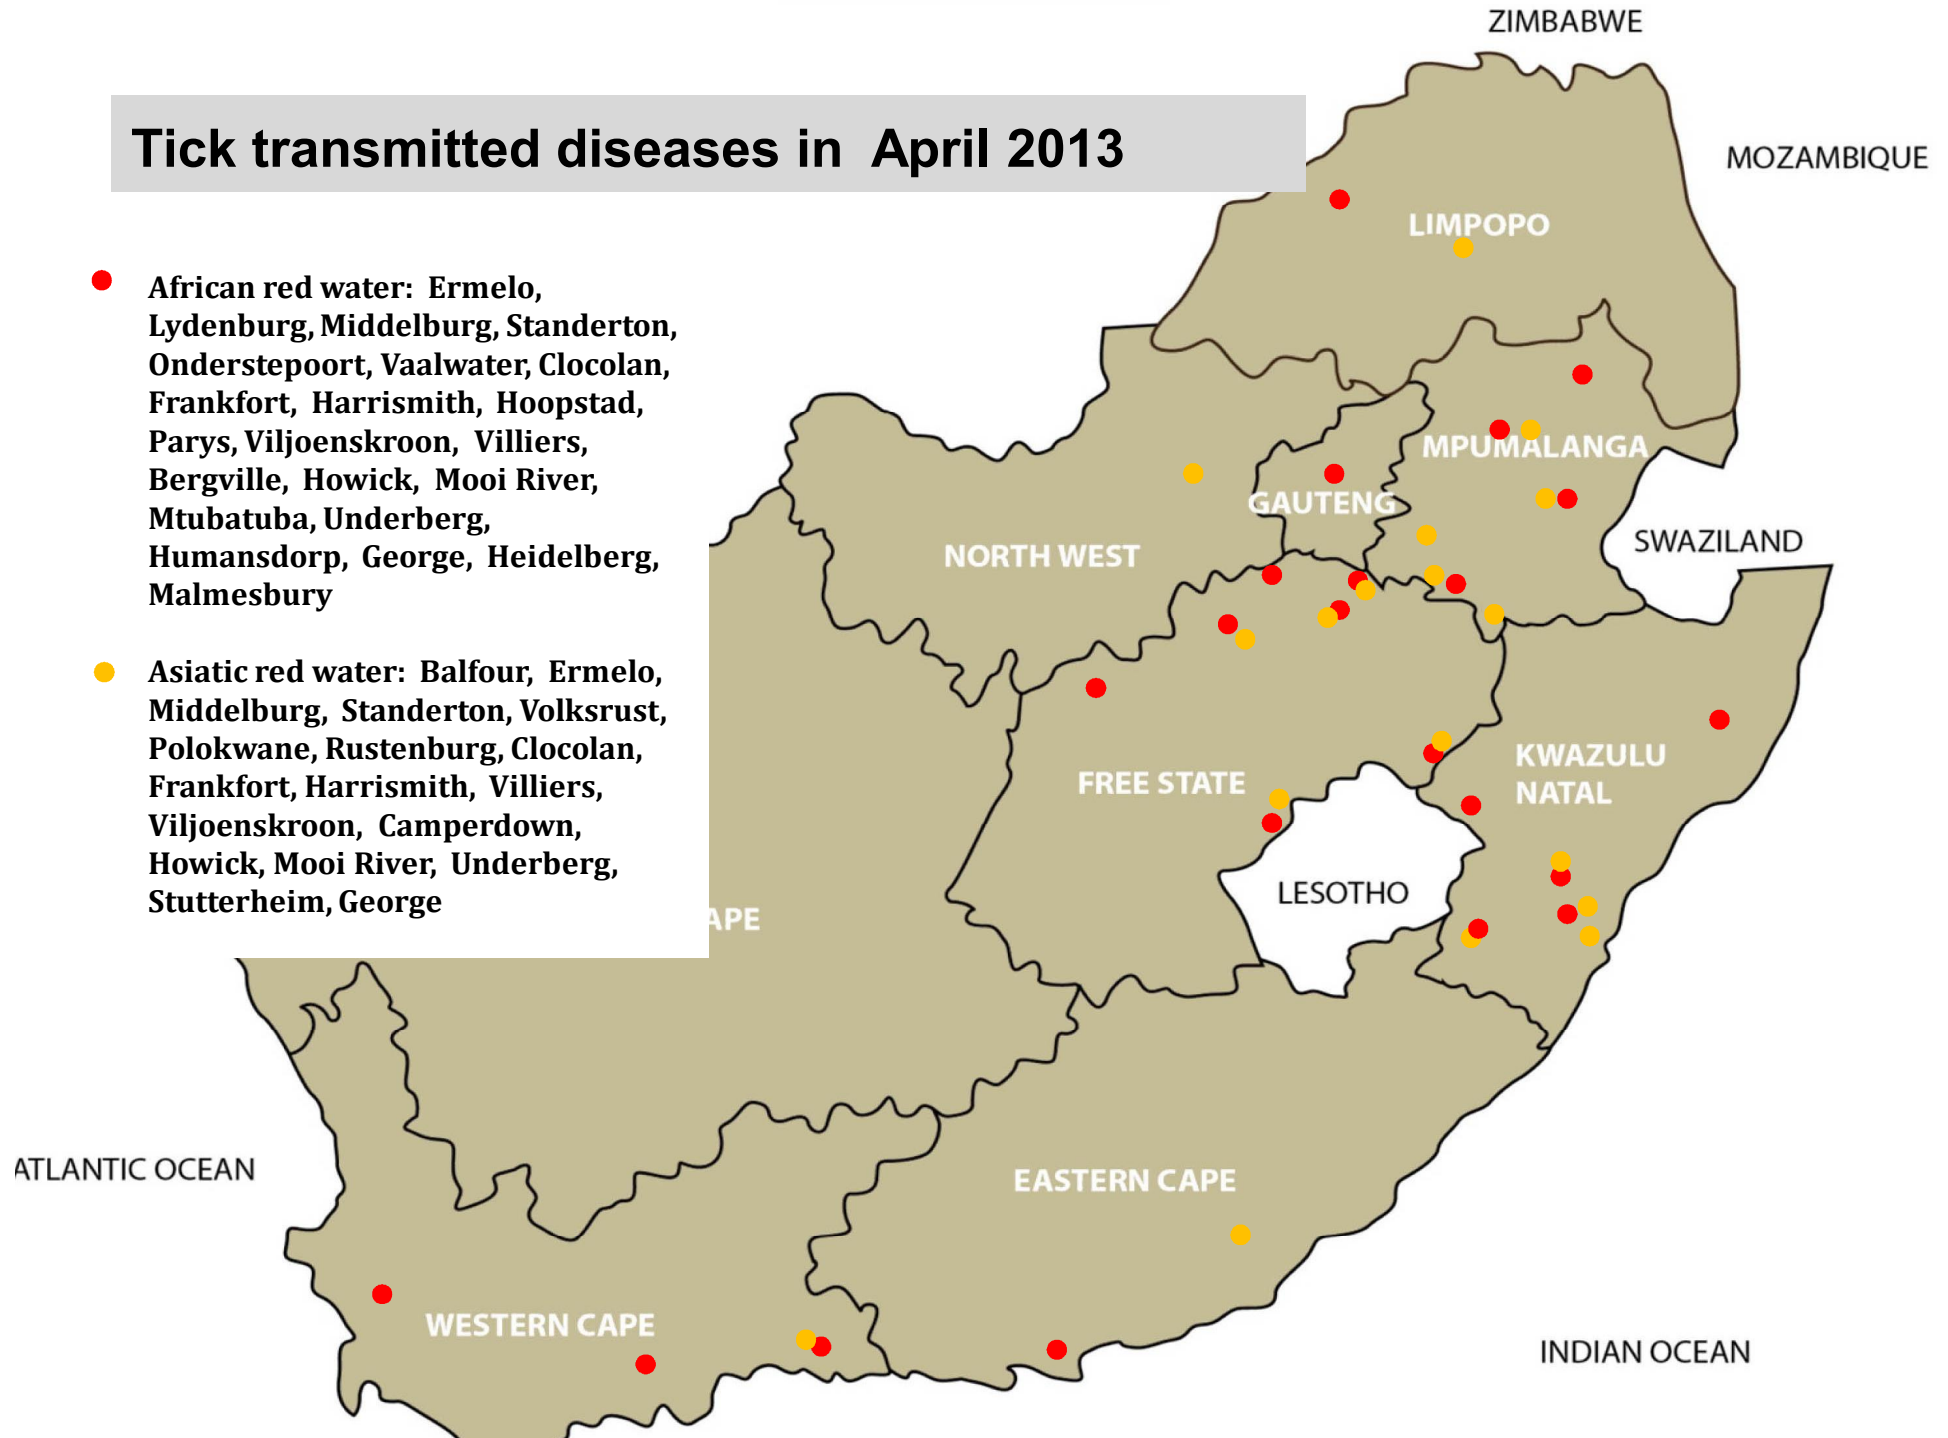 ZIMBABWE
Tick transmitted diseases in April 2013
MOZAMBIQUE
LIMPOPO
African red water: Ermelo,
Lydenburg, Middelburg, Standerton,
Onderstepoort, Vaalwater, Clocolan,
Frankfort, Harrismith, Hoopstad,
Parys, Viljoenskroon, Villiers,
Bergville, Howick, Mooi River,
Mtubatuba, Underberg,
Humansdorp, George, Heidelberg,
Malmesbury
MPUMALANGA
GAUTENG
NORTH WEST
SWAZILAND
Asiatic red water: Balfour, Ermelo,
Middelburg, Standerton, Volksrust,
Polokwane, Rustenburg, Clocolan,
Frankfort, Harrismith, Villiers,
Viljoenskroon, Camperdown,
Howick, Mooi River, Underberg,
Stutterheim, George
KWAZULU
NATAL
FREE STATE
LESOTHO
APE
ATLANTIC OCEAN
EASTERN CAPE
WESTERN CAPE
INDIAN OCEAN